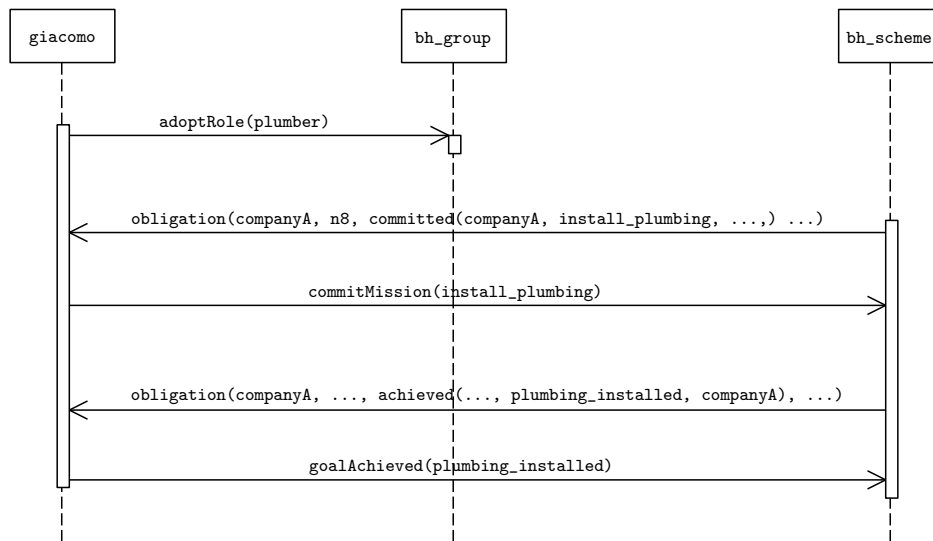 giacomo
bh_group
bh_scheme
adoptRole(plumber)
obligation(companyA, n8, committed(companyA, install_plumbing, ...,) ...)
commitMission(install_plumbing)
obligation(companyA, ..., achieved(..., plumbing_installed, companyA), ...)
goalAchieved(plumbing_installed)